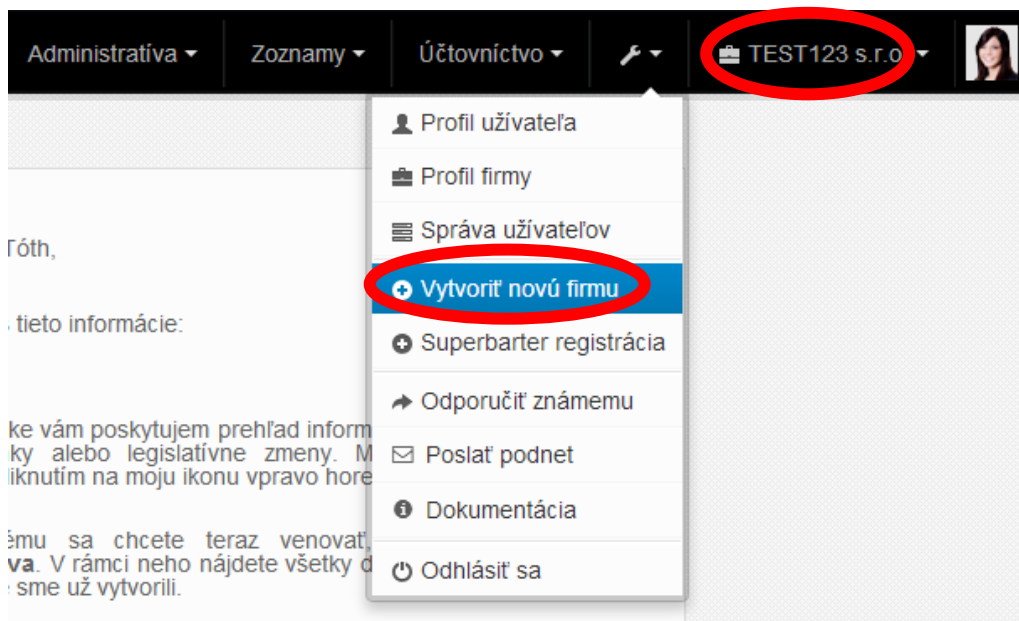 Administratíva
Zoznamy
Účtovníctvo
TEST123 s.r.o
Profil užívateľa
Profil firmy
Správa užívateľov
Vytvoriť novú firmu
Superbarter registrácia
Odporučiť známemu
Poslať podnet
Dokumentácia
Odhlásiť sa
Tóth,
tieto informácie:
ke vám poskytujem prehľad inform
ky alebo legislatívne zmeny. M
liknutím na moju ikonu vpravo hore
ému sa chcete teraz venovať,
va. V rámci neho nájdete všetky d
sme už vytvorili.